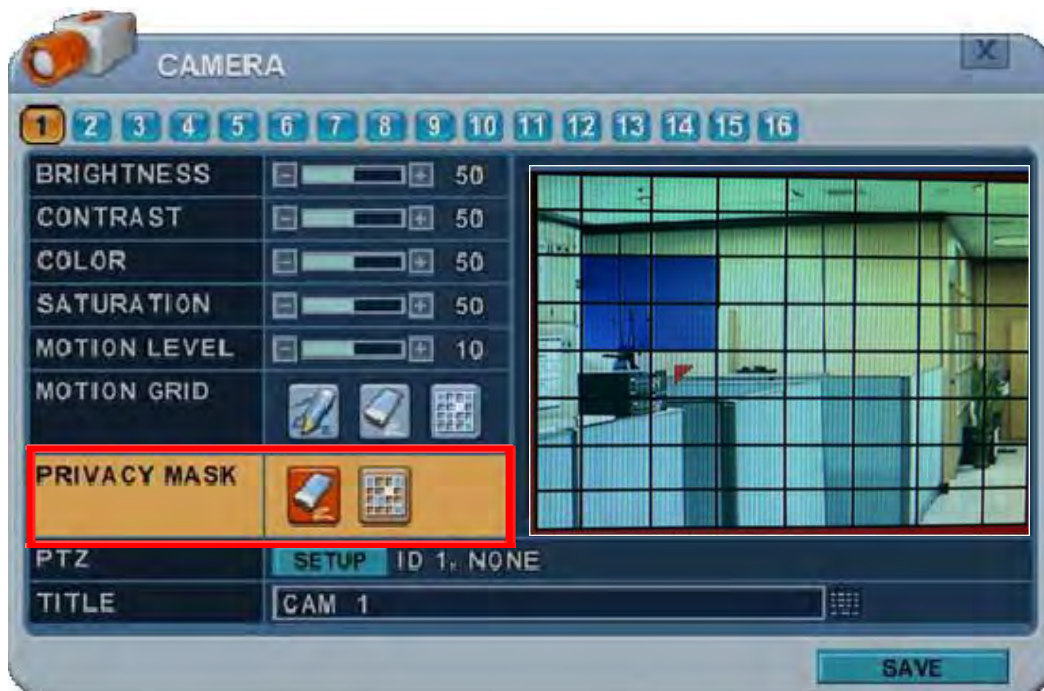 CAMERA
X
1 2 3 4 5 6 7 8 9 10 11 12 13 14 15 16
BRIGHTNESS - + 50
CONTRAST - + 50
COLOR - + 50
SATURATION - + 50
MOTION LEVEL - + 10
MOTION GRID
PRIVACY MASK
PTZ SETUP ID 1, NONE
TITLE CAM 1
SAVE